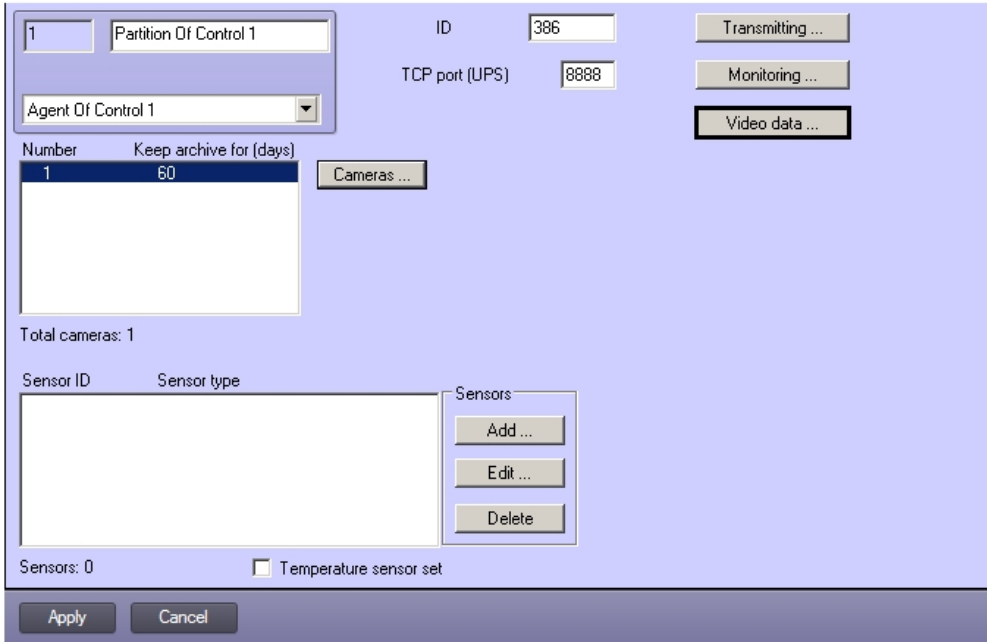 1 Partition Of Control 1
ID 386
Transmitting ...
TCP port (UPS) 8888
Monitoring ...
Agent Of Control 1
Video data ...
Number Keep archive for (days)
1 60
Cameras ...
Total cameras: 1
Sensor ID Sensor type
Sensors
Add ...
Edit ...
Delete
Sensors: 0
Temperature sensor set
Apply Cancel